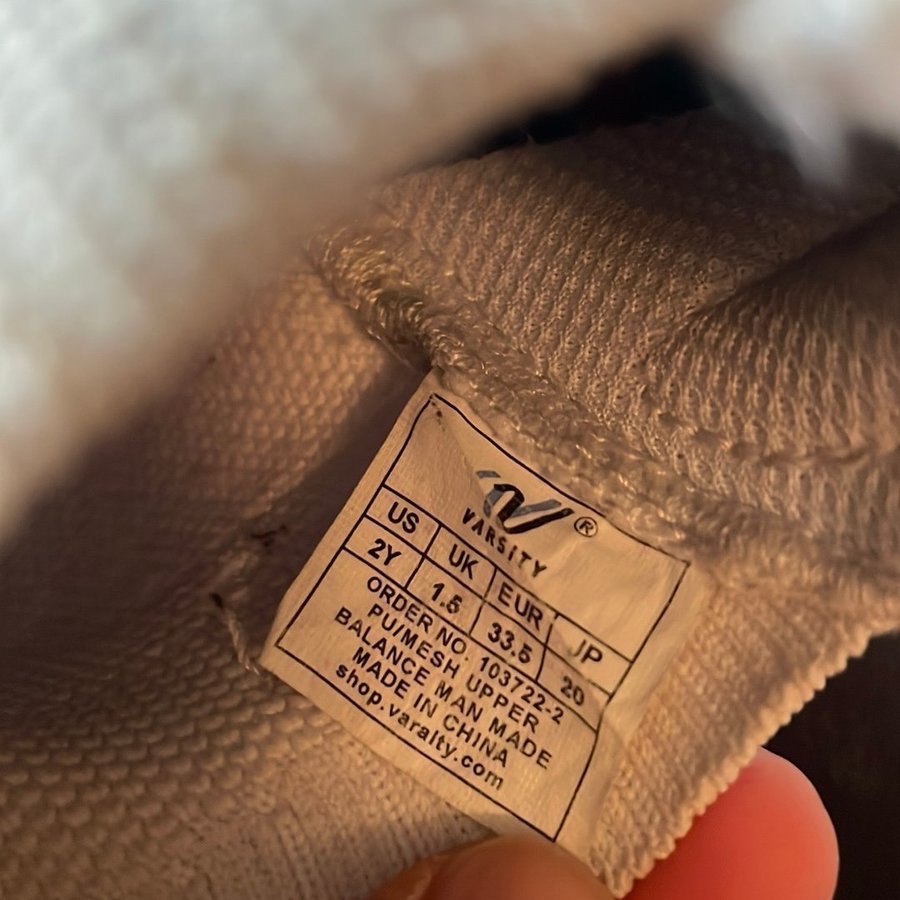 V®
VARSITY
US UK EUR JP
2Y 1.5 33.5 20
ORDER NO. 103722-2
PU/MESH UPPER
BALANCE MAN MADE
MADE IN CHINA
shop.varsity.com